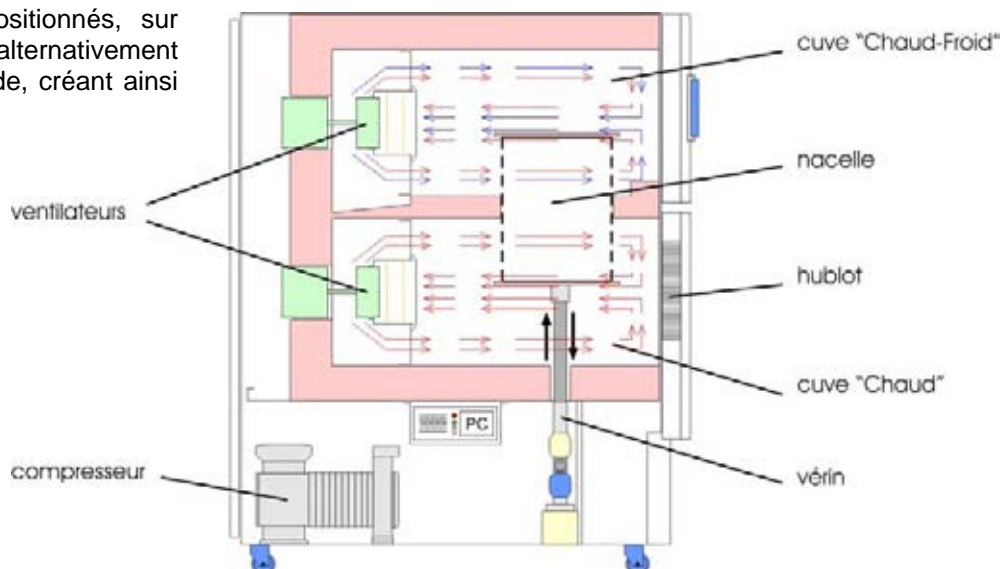 ositionnés, sur
alternativement
de, créant ainsi
cuve "Chaud-Froid"
nacelle
ventilateurs
hublot
cuve "Chaud"
PC
compresseur
vérin